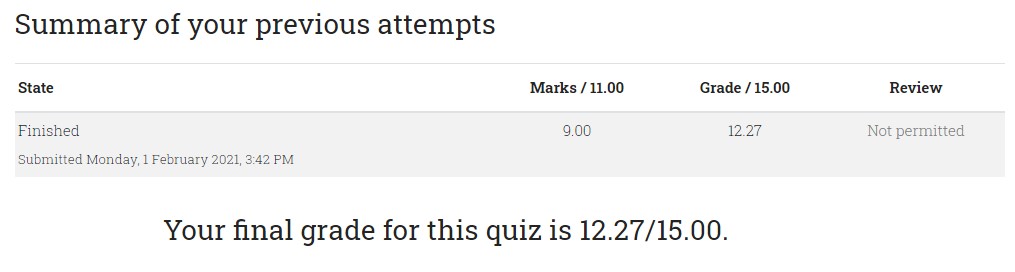 Summary of your previous attempts
State Marks / 11.00 Grade / 15.00 Review
Finished 9.00 12.27 Not permitted
Submitted Monday, 1 February 2021, 3:42 PM
Your final grade for this quiz is 12.27/15.00.